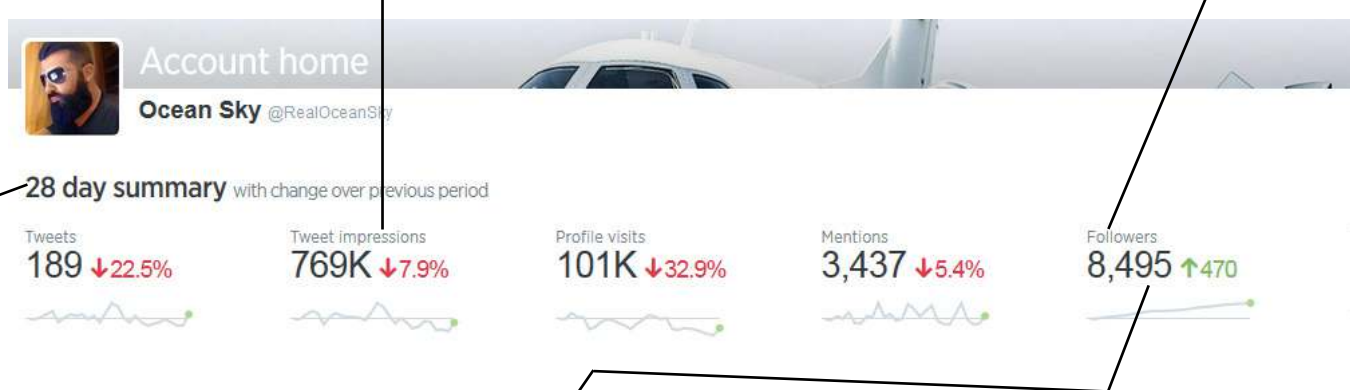 Account home
Ocean Sky @RealOceanSky
28 day summary with change over previous period
Tweets
189 ↓22.5%
Tweet impressions
769K ↓7.9%
Profile visits
101K ↓32.9%
Mentions
3,437 ↓5.4%
Followers
8,495 ↑470